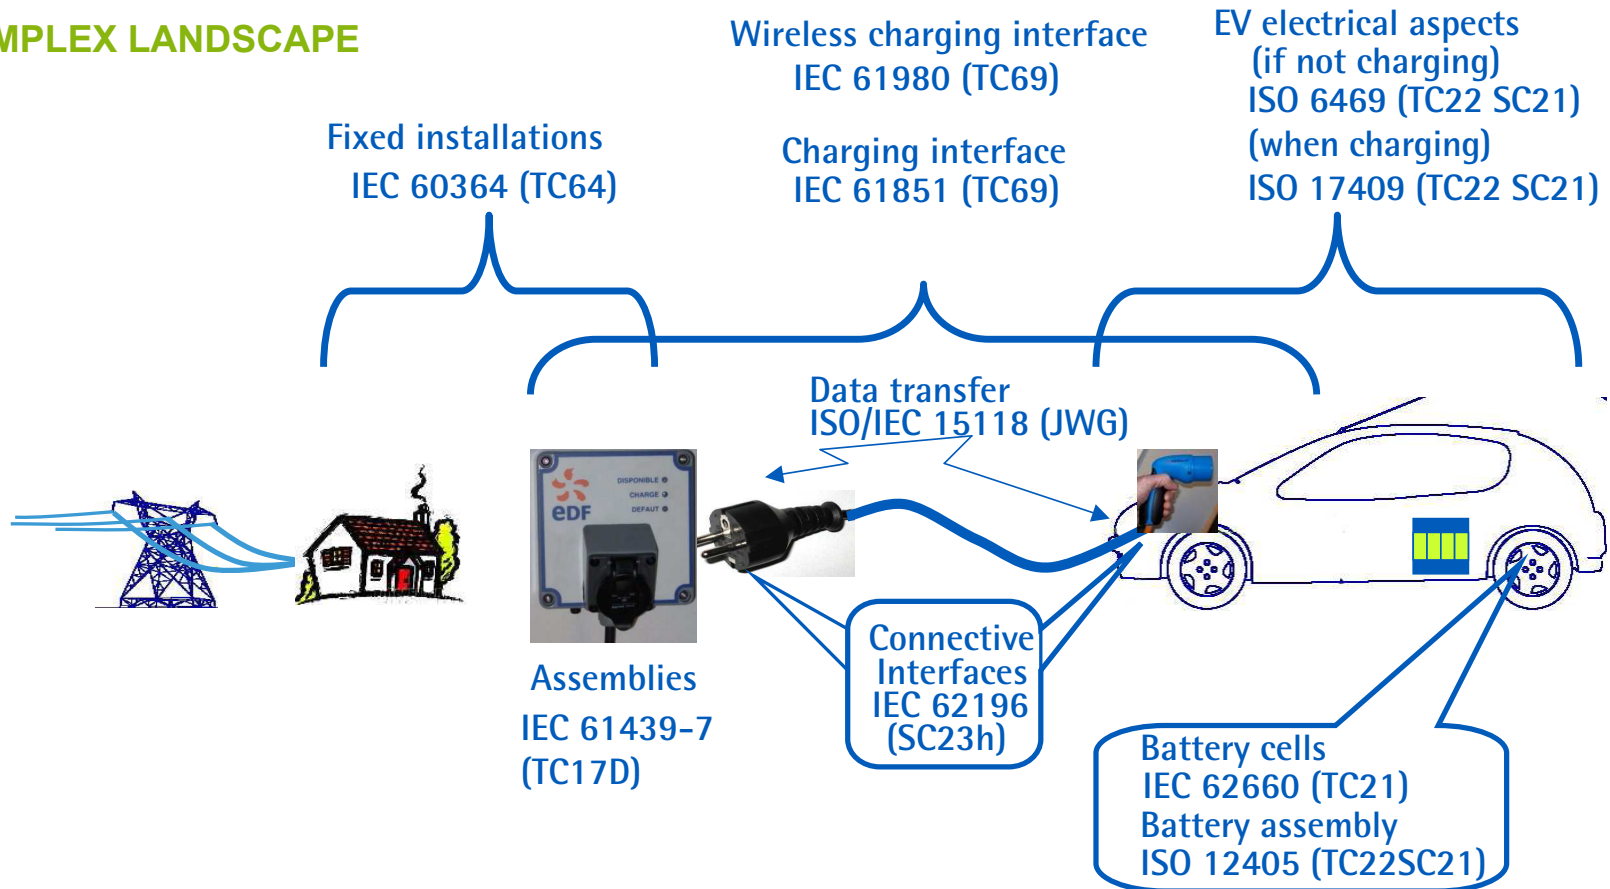 MPLEX LANDSCAPE
Wireless charging interface
IEC 61980 (TC69)
EV electrical aspects
(if not charging)
ISO 6469 (TC22 SC21)
(when charging)
ISO 17409 (TC22 SC21)
Fixed installations
IEC 60364 (TC64)
Charging interface
IEC 61851 (TC69)
Data transfer
ISO/IEC 15118 (JWG)
DISPONIBLE
CHARGE
DEFAUT
eDF
Assemblies
IEC 61439-7
(TC17D)
Connective
Interfaces
IEC 62196
(SC23h)
Battery cells
IEC 62660 (TC21)
Battery assembly
ISO 12405 (TC22SC21)